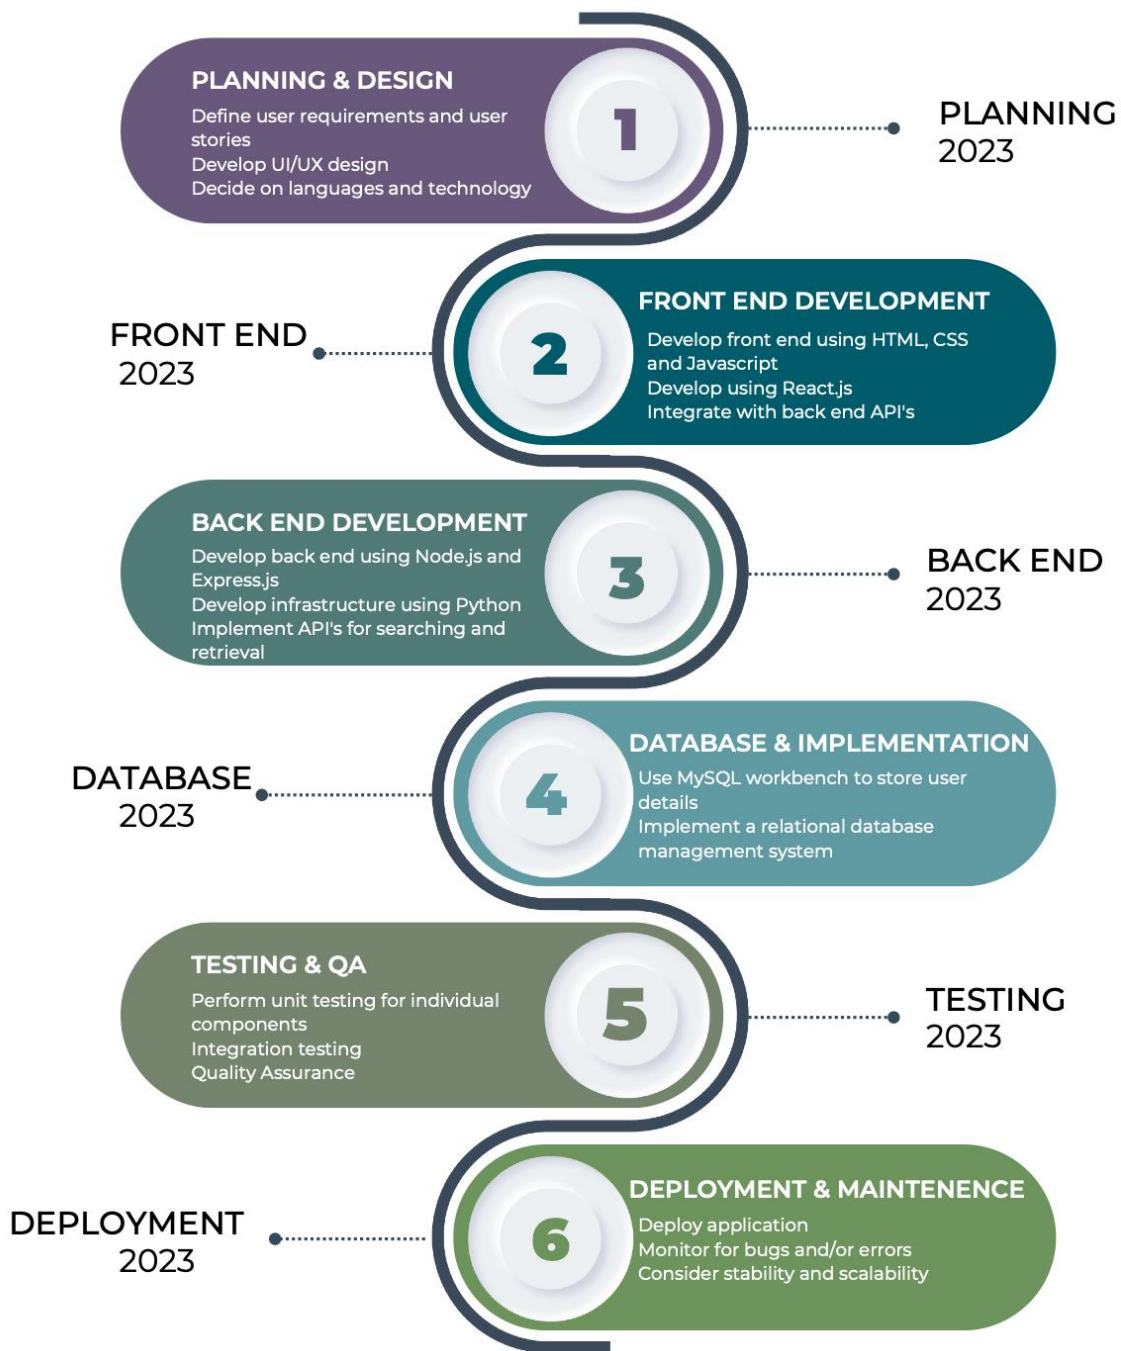 PLANNING & DESIGN
Define user requirements and user
stories
Develop UI/UX design
Decide on languages and technology
1
PLANNING
2023
FRONT END
2023
2
FRONT END DEVELOPMENT
Develop front end using HTML, CSS
and Javascript
Develop using React.js
Integrate with back end API's
BACK END DEVELOPMENT
Develop back end using Node.js and
Express.js
Develop infrastructure using Python
Implement API's for searching and
retrieval
3
BACK END
2023
DATABASE
2023
4
DATABASE & IMPLEMENTATION
Use MySQL workbench to store user
details
Implement a relational database
management system
TESTING & QA
Perform unit testing for individual
components
Integration testing
Quality Assurance
5
TESTING
2023
DEPLOYMENT
2023
6
DEPLOYMENT & MAINTENENCE
Deploy application
Monitor for bugs and/or errors
Consider stability and scalability